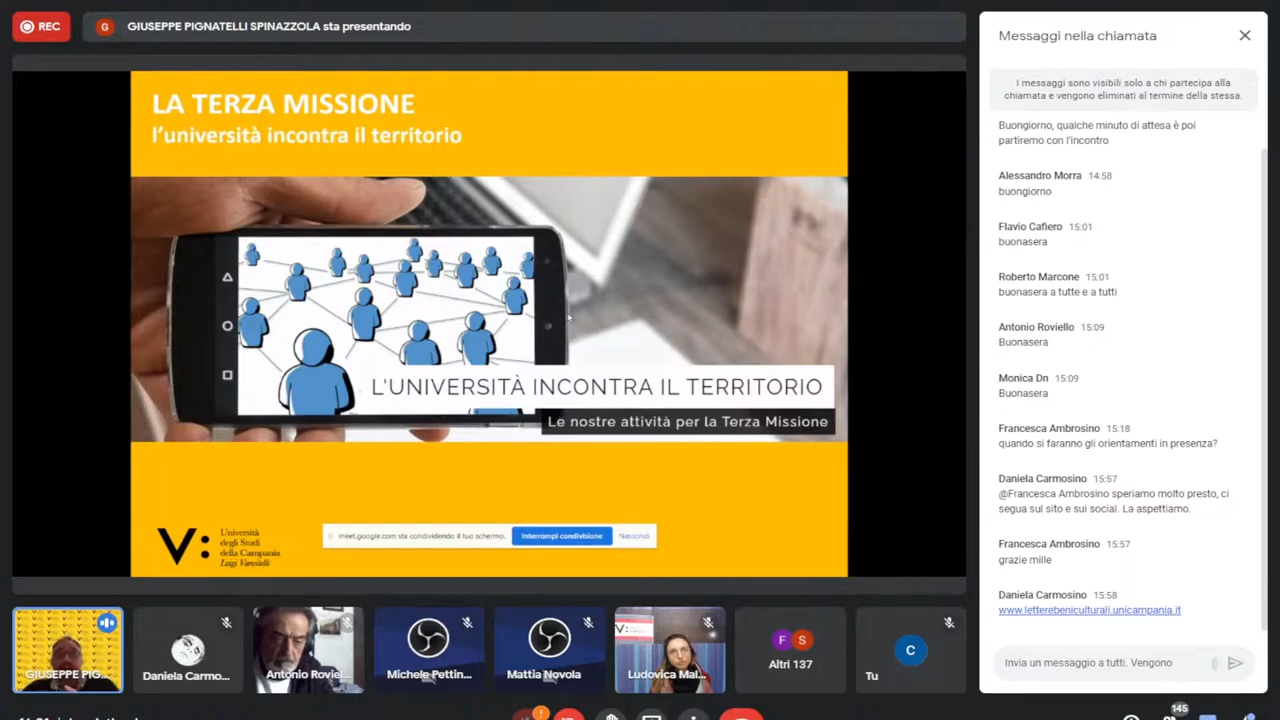 REC
G
GIUSEPPE PIGNATELLI SPINAZZOLA sta presentando
LA TERZA MISSIONE
l'università incontra il territorio
L'UNIVERSITÀ INCONTRA IL TERRITORIO
Le nostre attività per la Terza Missione
V:
Università
degli Studi
della Campania
Luigi Vanvitelli
meet.google.com sta condividendo il tuo schermo.
Interrompi condivisione
Nascondi
GIUSEPPE PIG...
Daniela Carmo...
Antonio Roviel...
Michele Pettin...
Mattia Novola
Ludovica Mal...
F
S
Altri 137
C
Tu
Messaggi nella chiamata
I messaggi sono visibili solo a chi partecipa alla
chiamata e vengono eliminati al termine della stessa.
Buongiorno, qualche minuto di attesa è poi
partiremo con l'incontro
Alessandro Morra 14:58
buongiorno
Flavio Cafiero 15:01
buonasera
Roberto Marcone 15:01
buonasera a tutte e a tutti
Antonio Roviello 15:09
Buonasera
Monica Dn 15:09
Buonasera
Francesca Ambrosino 15:18
quando si faranno gli orientamenti in presenza?
Daniela Carmosino 15:57
@Francesca Ambrosino speriamo molto presto, ci
segua sul sito e sui social. La aspettiamo.
Francesca Ambrosino 15:57
grazie mille
Daniela Carmosino 15:58
www.letterebeniculturali.unicampania.it
Invia un messaggio a tutti. Vengono
145